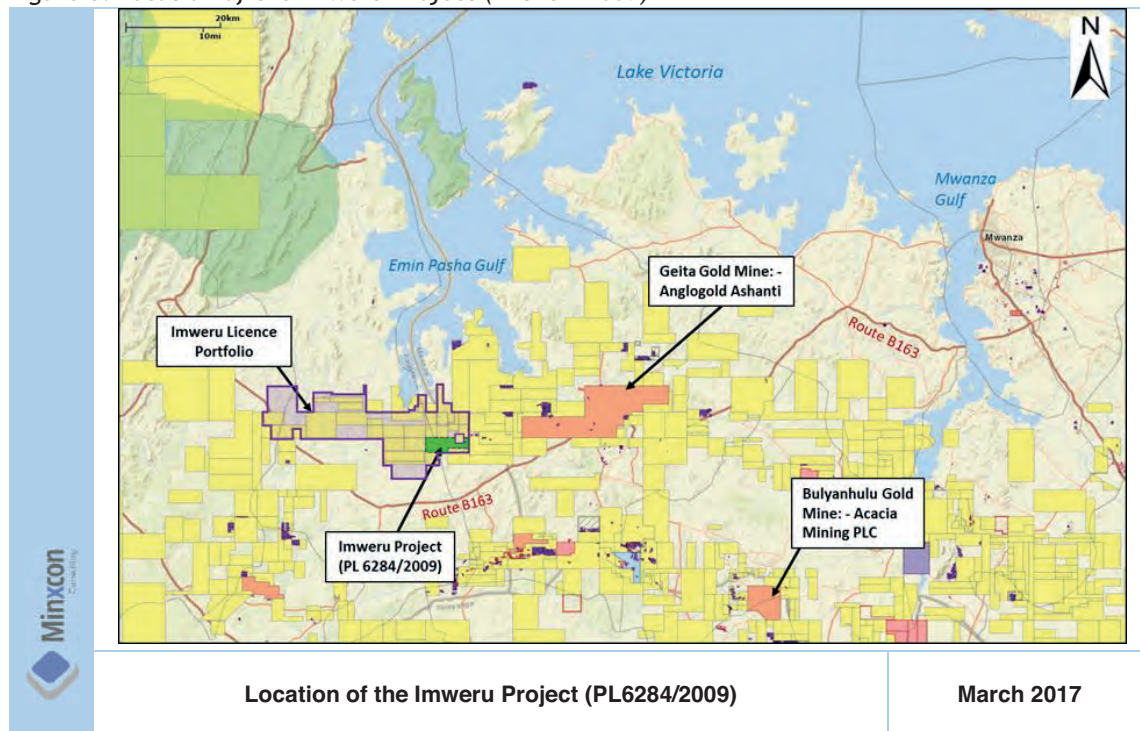 20km
10mi
N
Lake Victoria
Mwanza
Gulf
Mwanza
Emin Pasha Gulf
Geita Gold Mine: -
Anglogold Ashanti
Imweru Licence
Portfolio
Route B163
Route B163
Bulyanhulu Gold
Mine: - Acacia
Mining PLC
Imweru Project
(PL 6284/2009)
Minxcon
Location of the Imweru Project (PL6284/2009)
March 2017